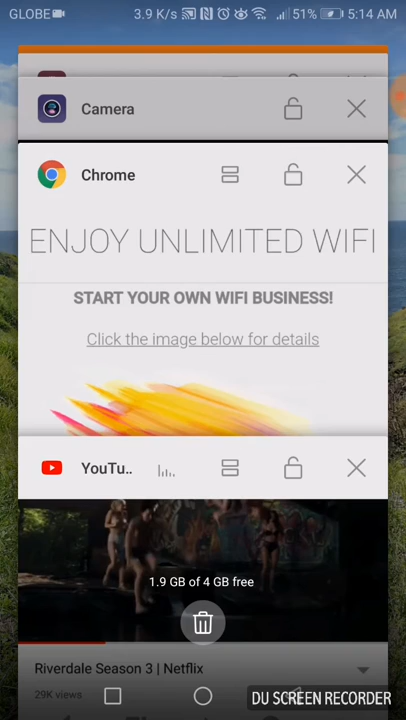 GLOBE 3.9 K/s 51% 5:14 AM
Camera
Chrome
ENJOY UNLIMITED WIFI
START YOUR OWN WIFI BUSINESS!
Click the image below for details
YouTu..
1.9 GB of 4 GB free
Riverdale Season 3 | Netflix
29K views
DU SCREEN RECORDER